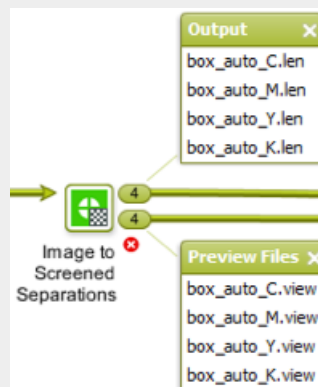 Output
box_auto_C.len
box_auto_M.len
box_auto_Y.len
box_auto_K.len
4
4
Image to
Screened
Separations
Preview Files
box_auto_C.view
box_auto_M.view
box_auto_Y.view
box_auto_K.view